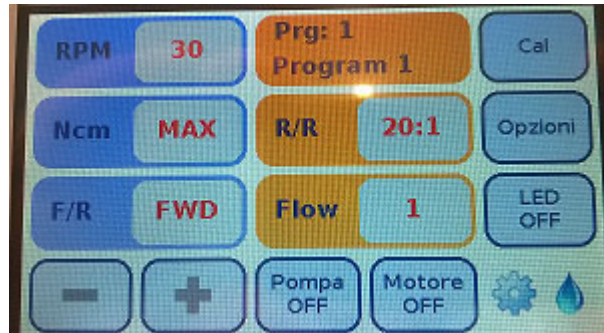 RPM 30
Prg: 1
Program 1
Cal
Ncm MAX
R/R 20:1
Opzioni
F/R FWD
Flow 1
LED
OFF
− +
Pompa
OFF
Motore
OFF